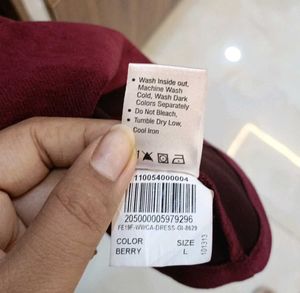 • Wash Inside out,
Machine Wash
Cold, Wash Dark
Colors Separately
• Do Not Bleach,
• Tumble Dry Low,
Cool Iron
110054000004
205000005979296
FE19F-WWCA-DRESS-GI-8629
COLOR SIZE
BERRY L
101313